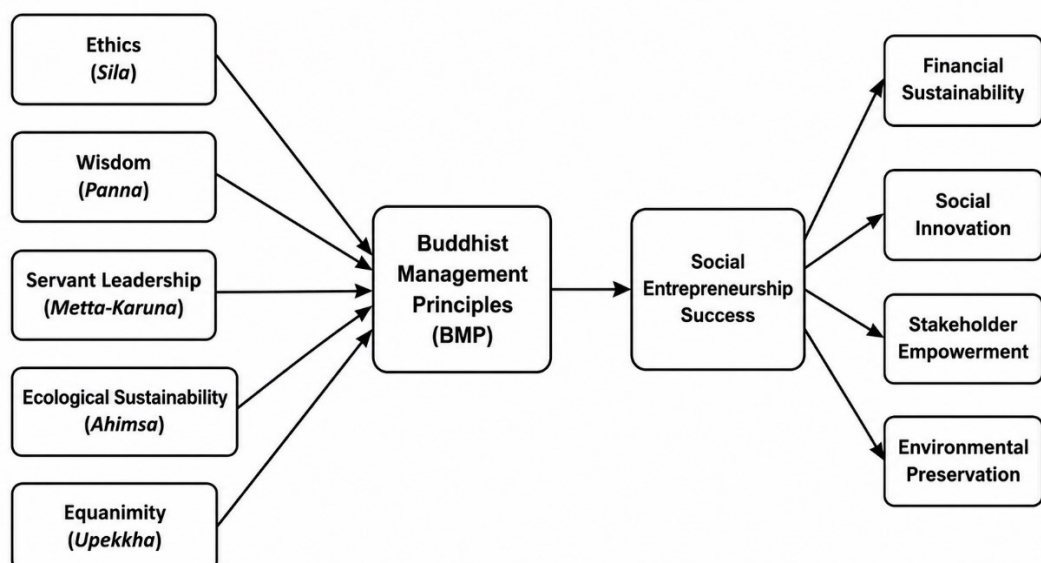 Ethics
(Sila)
Wisdom
(Panna)
Servant Leadership
(Metta-Karuna)
Ecological Sustainability
(Ahimsa)
Equanimity
(Upekkha)
Buddhist
Management
Principles
(BMP)
Social
Entrepreneurship
Success
Financial
Sustainability
Social
Innovation
Stakeholder
Empowerment
Environmental
Preservation